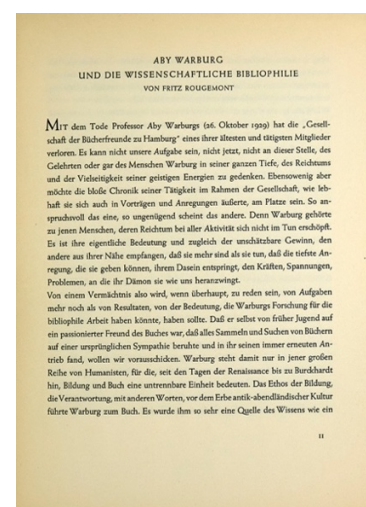 ABY WARBURG
UND DIE WISSENSCHAFTLICHE BIBLIOPHILIE
VON FRITZ ROUGEMONT
MIT dem Tode Professor Aby Warburgs (26. Oktober 1929) hat die „Gesell-
schaft der Bücherfreunde zu Hamburg“ eines ihrer ältesten und tätigsten Mitglieder
verloren. Es kann nicht unsere Aufgabe sein, nicht jetzt, nicht an dieser Stelle, des
Gelehrten oder gar des Menschen Warburg in seiner ganzen Tiefe, des Reichtums
und der Vielseitigkeit seiner geistigen Energien zu gedenken. Ebensowenig aber
möchte die bloße Chronik seiner Tätigkeit im Rahmen der Gesellschaft, wie leb-
haft sie sich auch in Vorträgen und Anregungen äußerte, am Platze sein. So an-
spruchsvoll das eine, so ungenügend scheint das andere. Denn Warburg gehörte
zu jenen Menschen, deren Reichtum bei aller Aktivität sich nicht im Tun erschöpft.
Es ist ihre eigentliche Bedeutung und zugleich der unschätzbare Gewinn, den
andere aus ihrer Nähe empfangen, daß sie mehr sind als sie tun, daß die tiefste An-
regung, die sie geben können, ihrem Dasein entspringt, den Kräften, Spannungen,
Problemen, an die ihr Dämon sie wie uns heranzwingt.
Von einem Vermächtnis also wird, wenn überhaupt, zu reden sein, von Aufgaben
mehr noch als von Resultaten, von der Bedeutung, die Warburgs Forschung für die
bibliophile Arbeit haben könnte, haben sollte. Daß er selbst von früher Jugend auf
ein passionierter Freund des Buches war, daß alles Sammeln und Suchen von Büchern
auf einer ursprünglichen Sympathie beruhte und in ihr seinen immer erneuten An-
trieb fand, wollen wir vorausschicken. Warburg steht damit nur in jener großen
Reihe von Humanisten, für die, seit den Tagen der Renaissance bis zu Burckhardt
hin, Bildung und Buch eine untrennbare Einheit bedeuten. Das Ethos der Bildung,
die Verantwortung, mit anderen Worten, vor dem Erbe antik-abendländischer Kultur
führte Warburg zum Buch. Es wurde ihm so sehr eine Quelle des Wissens wie ein
11